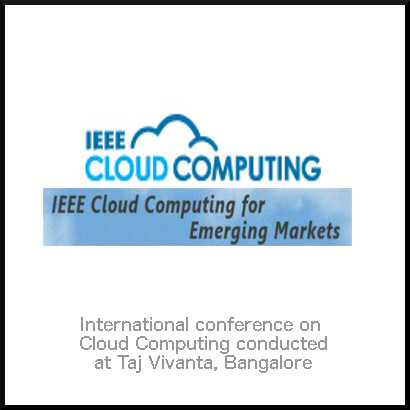 IEEE
CLOUD COMPUTING
IEEE Cloud Computing for
Emerging Markets
International conference on
Cloud Computing conducted
at Taj Vivanta, Bangalore